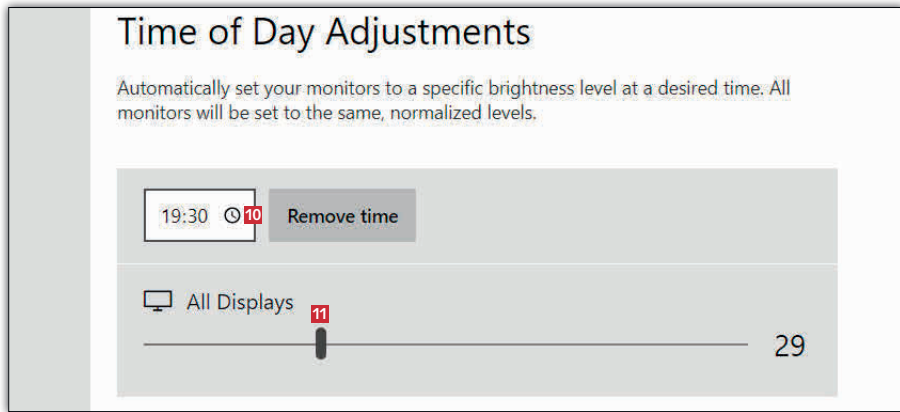 Time of Day Adjustments
Automatically set your monitors to a specific brightness level at a desired time. All
monitors will be set to the same, normalized levels.
19:30 10 Remove time
All Displays
11
29